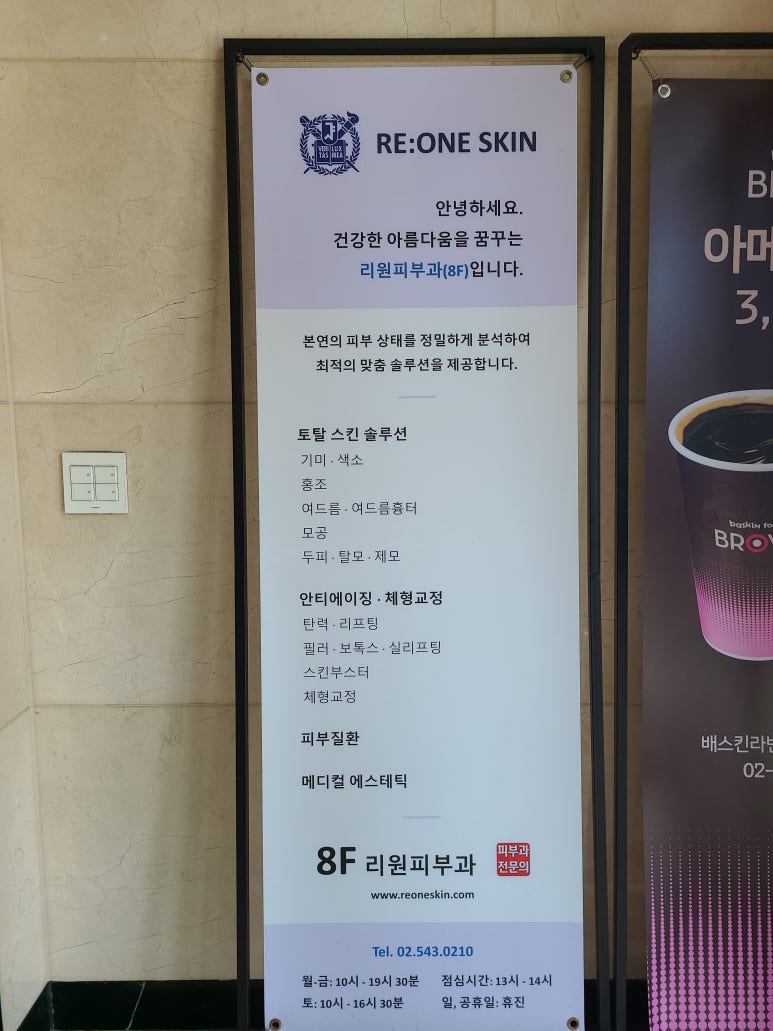 VERI LUX
TAS MEA
RE:ONE SKIN
안녕하세요.
건강한 아름다움을 꿈꾸는
리원피부과(8F)입니다.
본연의 피부 상태를 정밀하게 분석하여
최적의 맞춤 솔루션을 제공합니다.
토탈 스킨 솔루션
기미 · 색소
홍조
여드름 · 여드름흉터
모공
두피 · 탈모 · 제모
안티에이징 · 체형교정
탄력 · 리프팅
필러 · 보톡스 · 실리프팅
스킨부스터
체형교정
피부질환
메디컬 에스테틱
8F 리원피부과
피부과
전문의
www.reoneskin.com
Tel. 02.543.0210
월-금: 10시 - 19시 30분 점심시간: 13시 - 14시
토: 10시 - 16시 30분 일, 공휴일: 휴진
아메
3,
baskin
BRO
배스킨라빈
02-